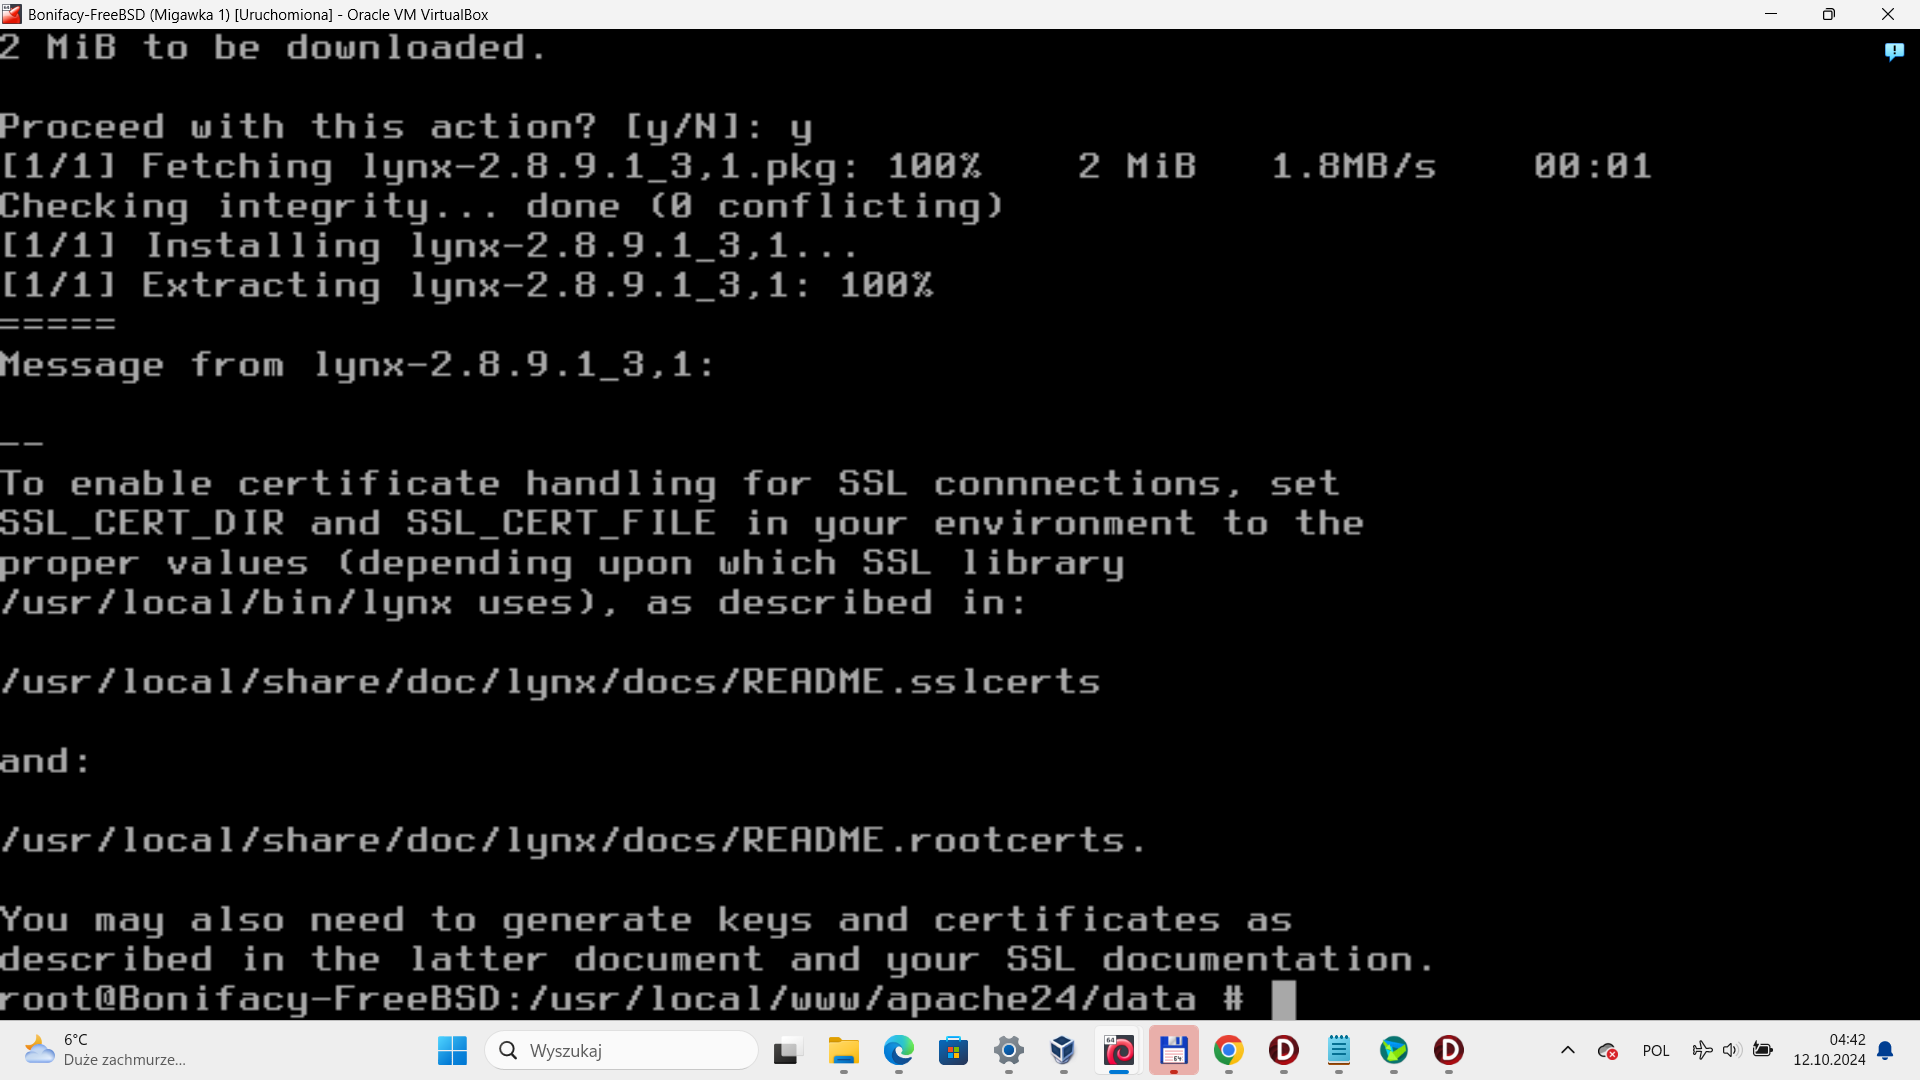 Bonifacy-FreeBSD (Migawka 1) [Uruchomiona] - Oracle VM VirtualBox
2 MiB to be downloaded.
Proceed with this action? [y/N]: y
[1/1] Fetching lynx-2.8.9.1_3,1.pkg: 100%    2 MiB   1.8MB/s    00:01
Checking integrity... done (0 conflicting)
[1/1] Installing lynx-2.8.9.1_3,1...
[1/1] Extracting lynx-2.8.9.1_3,1: 100%
=====
Message from lynx-2.8.9.1_3,1:
--
To enable certificate handling for SSL connnections, set
SSL_CERT_DIR and SSL_CERT_FILE in your environment to the
proper values (depending upon which SSL library
/usr/local/bin/lynx uses), as described in:
/usr/local/share/doc/lynx/docs/README.sslcerts
and:
/usr/local/share/doc/lynx/docs/README.rootcerts.
You may also need to generate keys and certificates as
described in the latter document and your SSL documentation.
root@Bonifacy-FreeBSD:/usr/local/www/apache24/data #
6°C
Duże zachmurze...
Wyszukaj
POL
04:42
12.10.2024